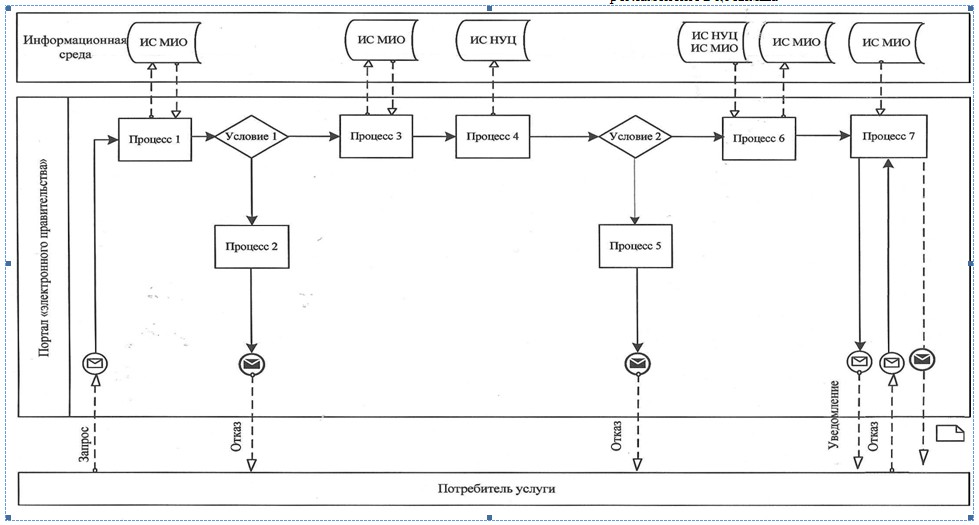 Информационная
среда
ИС МИО
ИС МИО
ИС НУЦ
ИС НУЦ
ИС МИО
ИС МИО
ИС МИО
Портал «электронного правительства»
Процесс 1
Условие 1
Процесс 3
Процесс 4
Условие 2
Процесс 6
Процесс 7
Процесс 2
Процесс 5
Запрос
Отказ
Отказ
Уведомление
Отказ
Потребитель услуги